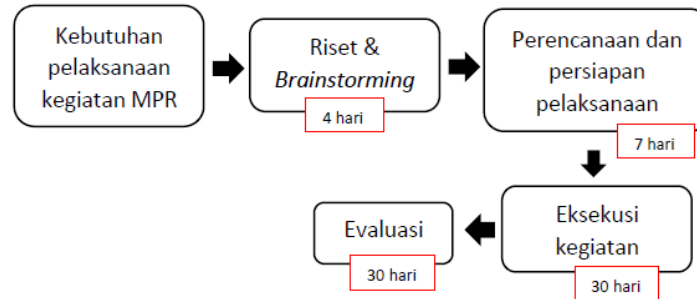 Kebutuhan
pelaksanaan
kegiatan MPR
Riset &
Brainstorming
4 hari
Perencanaan dan
persiapan
pelaksanaan
7 hari
Eksekusi
kegiatan
30 hari
Evaluasi
30 hari